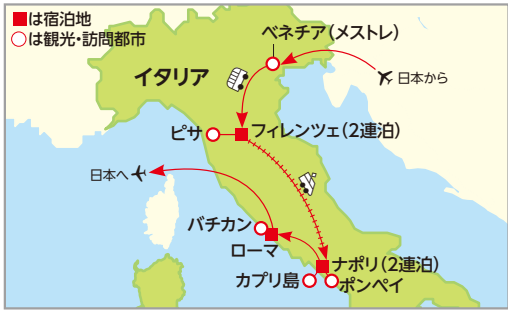 ■は宿泊地
○は観光・訪問都市
ベネチア(メストレ)
イタリア
日本から
ピサ
フィレンツェ(2連泊)
日本へ
バチカン
ローマ
ナポリ(2連泊)
カプリ島
ポンペイ